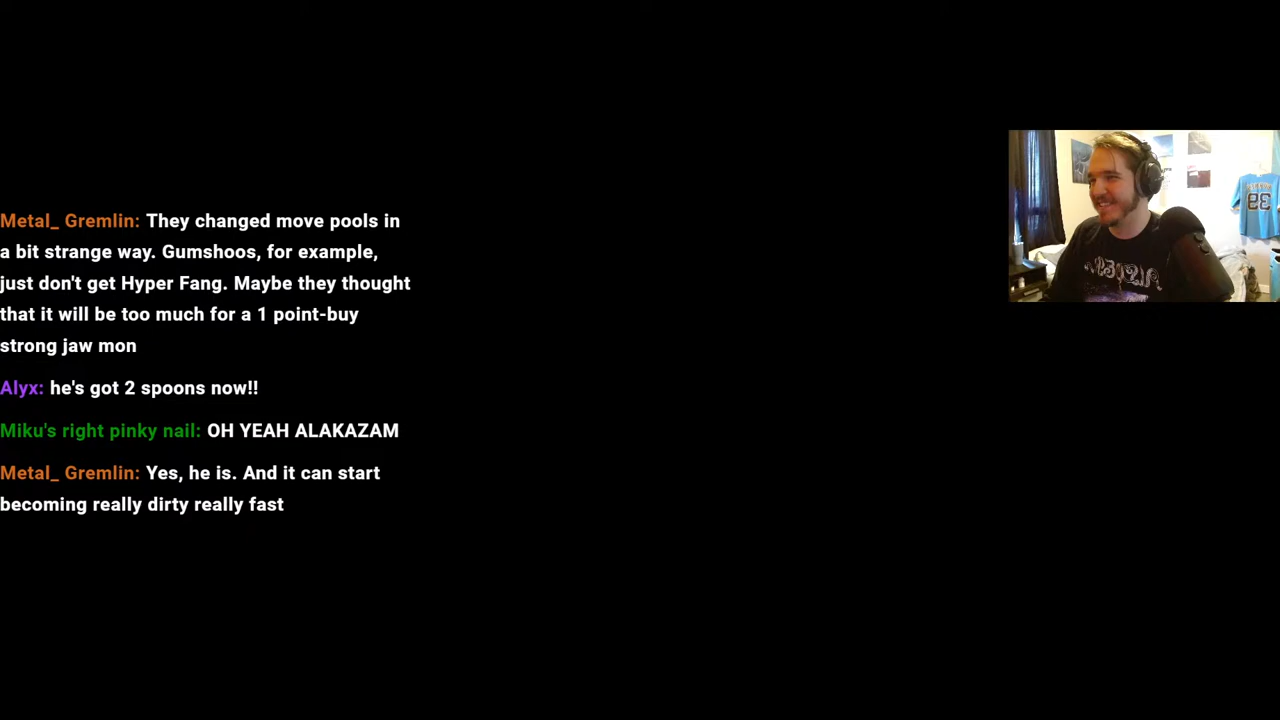 Metal_ Gremlin: They changed move pools in
a bit strange way. Gumshoos, for example,
just don't get Hyper Fang. Maybe they thought
that it will be too much for a 1 point-buy
strong jaw mon
Alyx: he's got 2 spoons now!!
Miku's right pinky nail: OH YEAH ALAKAZAM
Metal_ Gremlin: Yes, he is. And it can start
becoming really dirty really fast